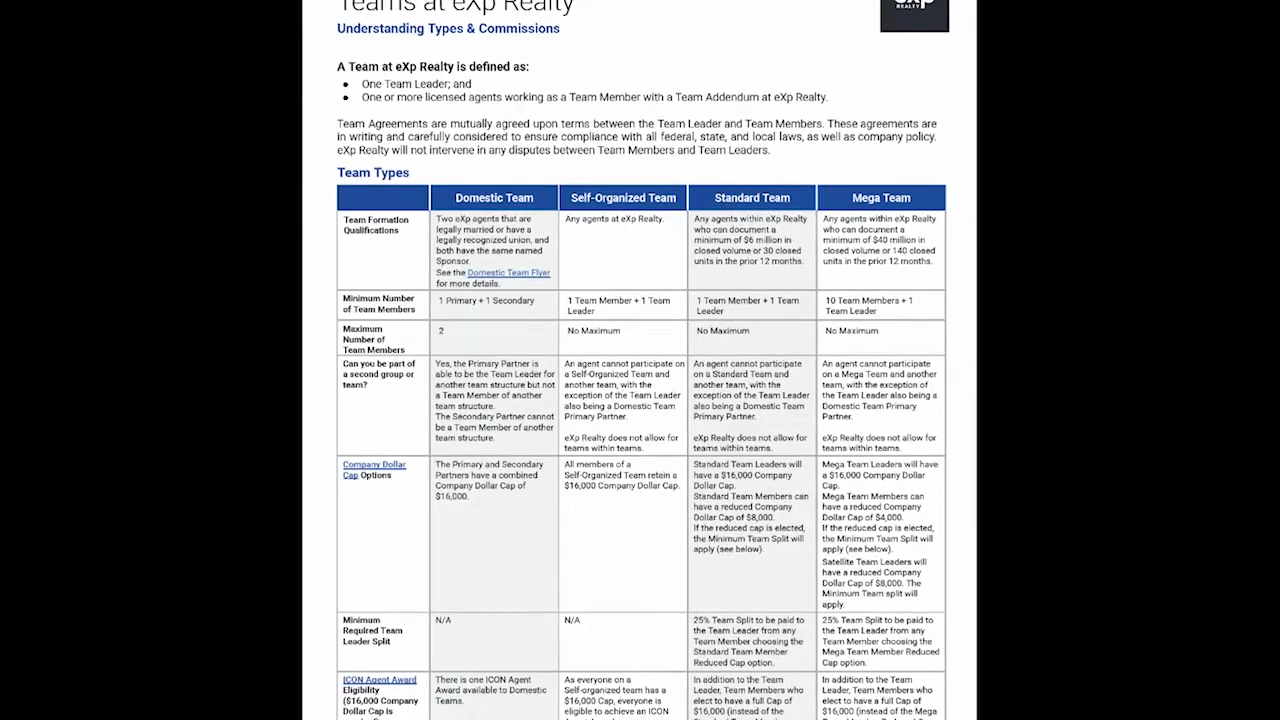 Teams at eXp Realty
eXp
REALTY
Understanding Types & Commissions
A Team at eXp Realty is defined as:
● One Team Leader; and
● One or more licensed agents working as a Team Member with a Team Addendum at eXp Realty.
Team Agreements are mutually agreed upon terms between the Team Leader and Team Members. These agreements are
in writing and carefully considered to ensure compliance with all federal, state, and local laws, as well as company policy.
eXp Realty will not intervene in any disputes between Team Members and Team Leaders.
Team Types
Domestic Team
Self-Organized Team
Standard Team
Mega Team
Team Formation
Qualifications
Two eXp agents that are
legally married or have a
legally recognized union, and
both have the same named
Sponsor.
See the Domestic Team Flyer
for more details.
Any agents at eXp Realty.
Any agents within eXp Realty
who can document a
minimum of $6 million in
closed volume or 30 closed
units in the prior 12 months.
Any agents within eXp Realty
who can document a
minimum of $40 million in
closed volume or 140 closed
units in the prior 12 months.
Minimum Number
of Team Members
1 Primary + 1 Secondary
1 Team Member + 1 Team
Leader
1 Team Member + 1 Team
Leader
10 Team Members + 1
Team Leader
Maximum
Number of
Team Members
2
No Maximum
No Maximum
No Maximum
Can you be part of
a second group or
team?
Yes, the Primary Partner is
able to be the Team Leader for
another team structure but not
a Team Member of another
team structure.
The Secondary Partner cannot
be a Team Member of another
team structure.
An agent cannot participate on
a Self-Organized Team and
another team, with the
exception of the Team Leader
also being a Domestic Team
Primary Partner.
eXp Realty does not allow for
teams within teams.
An agent cannot participate
on a Standard Team and
another team, with the
exception of the Team Leader
also being a Domestic Team
Primary Partner.
eXp Realty does not allow for
teams within teams.
An agent cannot participate
on a Mega Team and another
team, with the exception of
the Team Leader also being a
Domestic Team Primary
Partner.
eXp Realty does not allow for
teams within teams.
Company Dollar
Cap Options
The Primary and Secondary
Partners have a combined
Company Dollar Cap of
$16,000.
All members of a
Self-Organized Team retain a
$16,000 Company Dollar Cap.
Standard Team Leaders will
have a $16,000 Company
Dollar Cap.
Standard Team Members can
have a reduced Company
Dollar Cap of $8,000.
If the reduced cap is elected,
the Minimum Team Split will
apply (see below).
Mega Team Leaders will have
a $16,000 Company Dollar
Cap.
Mega Team Members can
have a reduced Company
Dollar Cap of $4,000.
If the reduced cap is elected,
the Minimum Team Split will
apply (see below).
Satellite Team Leaders will
have a reduced Company
Dollar Cap of $8,000. The
Minimum Team split will
apply.
Minimum
Required Team
Leader Split
N/A
N/A
25% Team Split to be paid to
the Team Leader from any
Team Member choosing the
Standard Team Member
Reduced Cap option.
25% Team Split to be paid to
the Team Leader from any
Team Member choosing the
Mega Team Member Reduced
Cap option.
ICON Agent Award
Eligibility
($16,000 Company
Dollar Cap is
There is one ICON Agent
Award available to Domestic
Teams.
As everyone on a
Self-organized team has a
$16,000 Cap, everyone is
eligible to achieve an ICON
In addition to the Team
Leader, Team Members who
elect to have a full Cap of
$16,000 (instead of the
In addition to the Team
Leader, Team Members who
elect to have a full Cap of
$16,000 (instead of the Mega